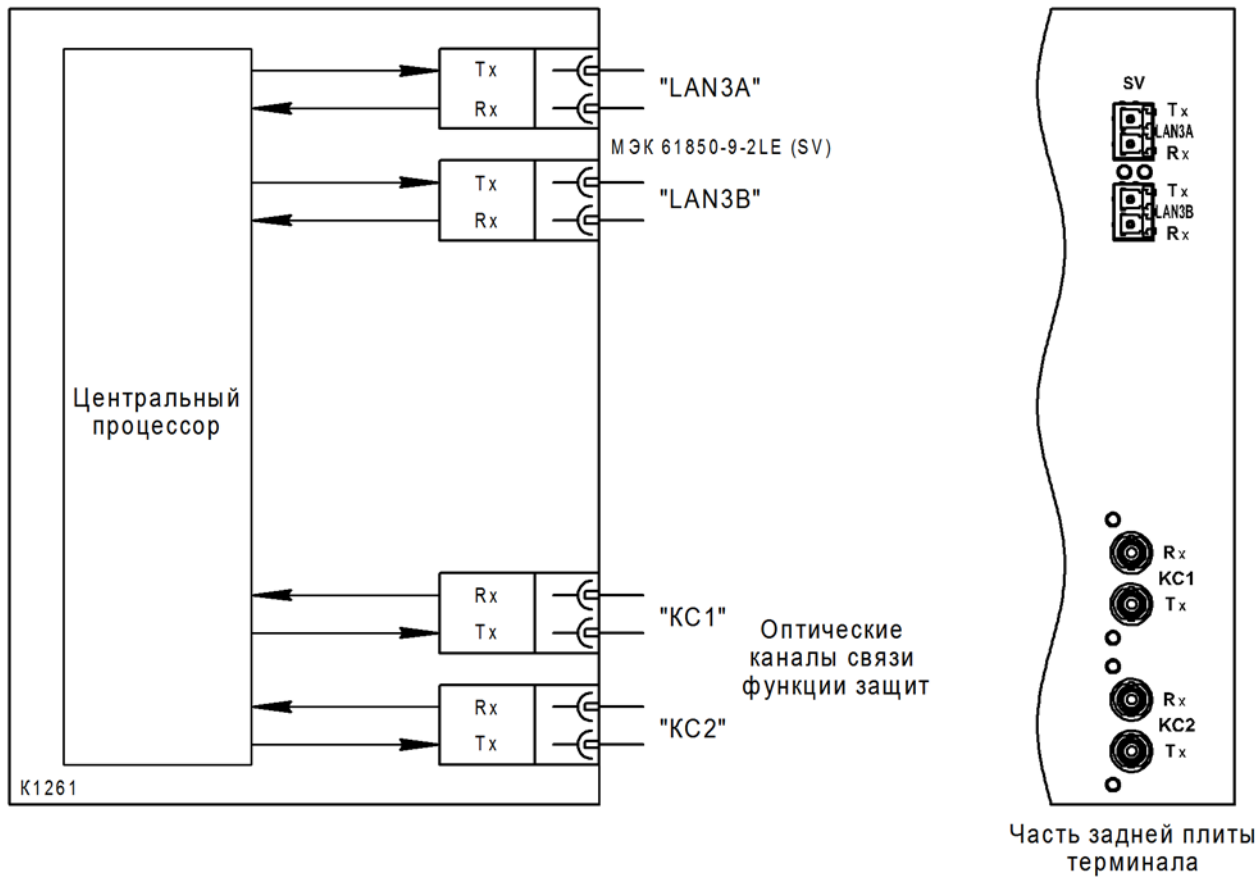 Tx
Rx
"LAN3A"
МЭК 61850-9-2LE (SV)
Tx
Rx
"LAN3B"
Центральный
процессор
Rx
Tx
"КС1"
Оптические
каналы связи
функции защит
Rx
Tx
"КС2"
К1261
SV
Tx
LAN3A
Rx
Tx
LAN3B
Rx
Rx
КС1
Tx
Rx
КС2
Tx
Часть задней плиты
терминала